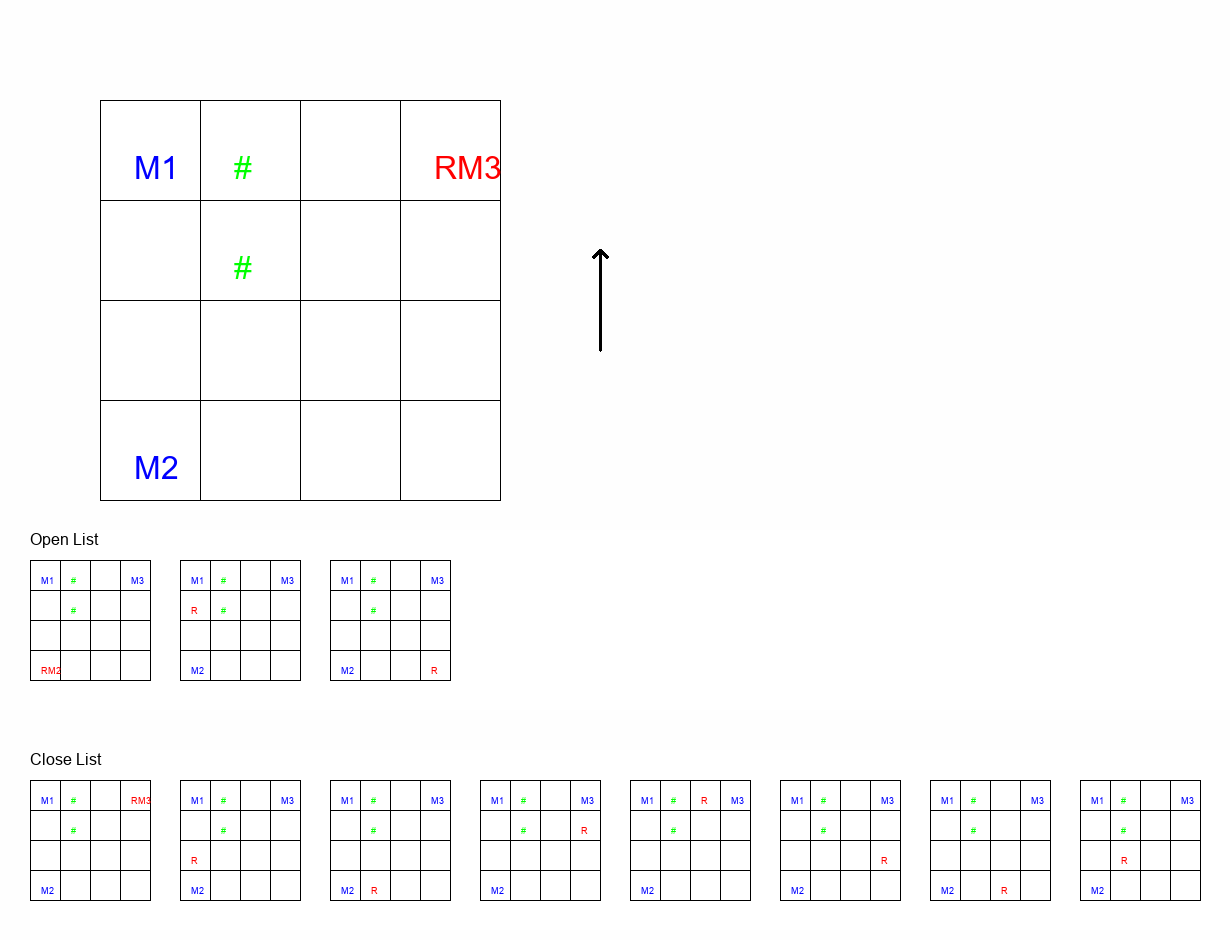 M1 # RM3
#
M2
Open List
M1 # M3 M1 # M3 M1 # M3
# R # #
RM2 M2 M2 R
Close List
M1 # RM3 M1 # M3 M1 # M3 M1 # M3 M1 # R M3 M1 # M3 M1 # M3 M1 # M3
# # # # R # # # #
R R R
M2 M2 M2 R M2 M2 M2 M2 R M2